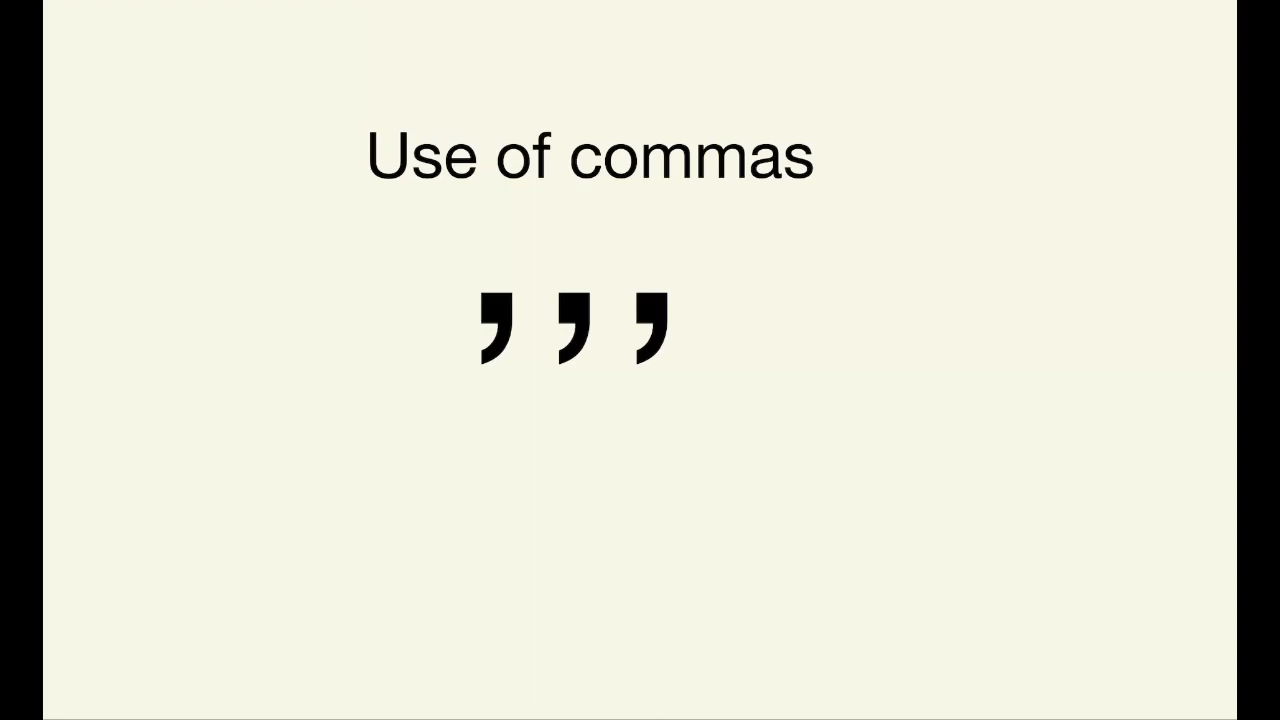 Use of commas
, , ,